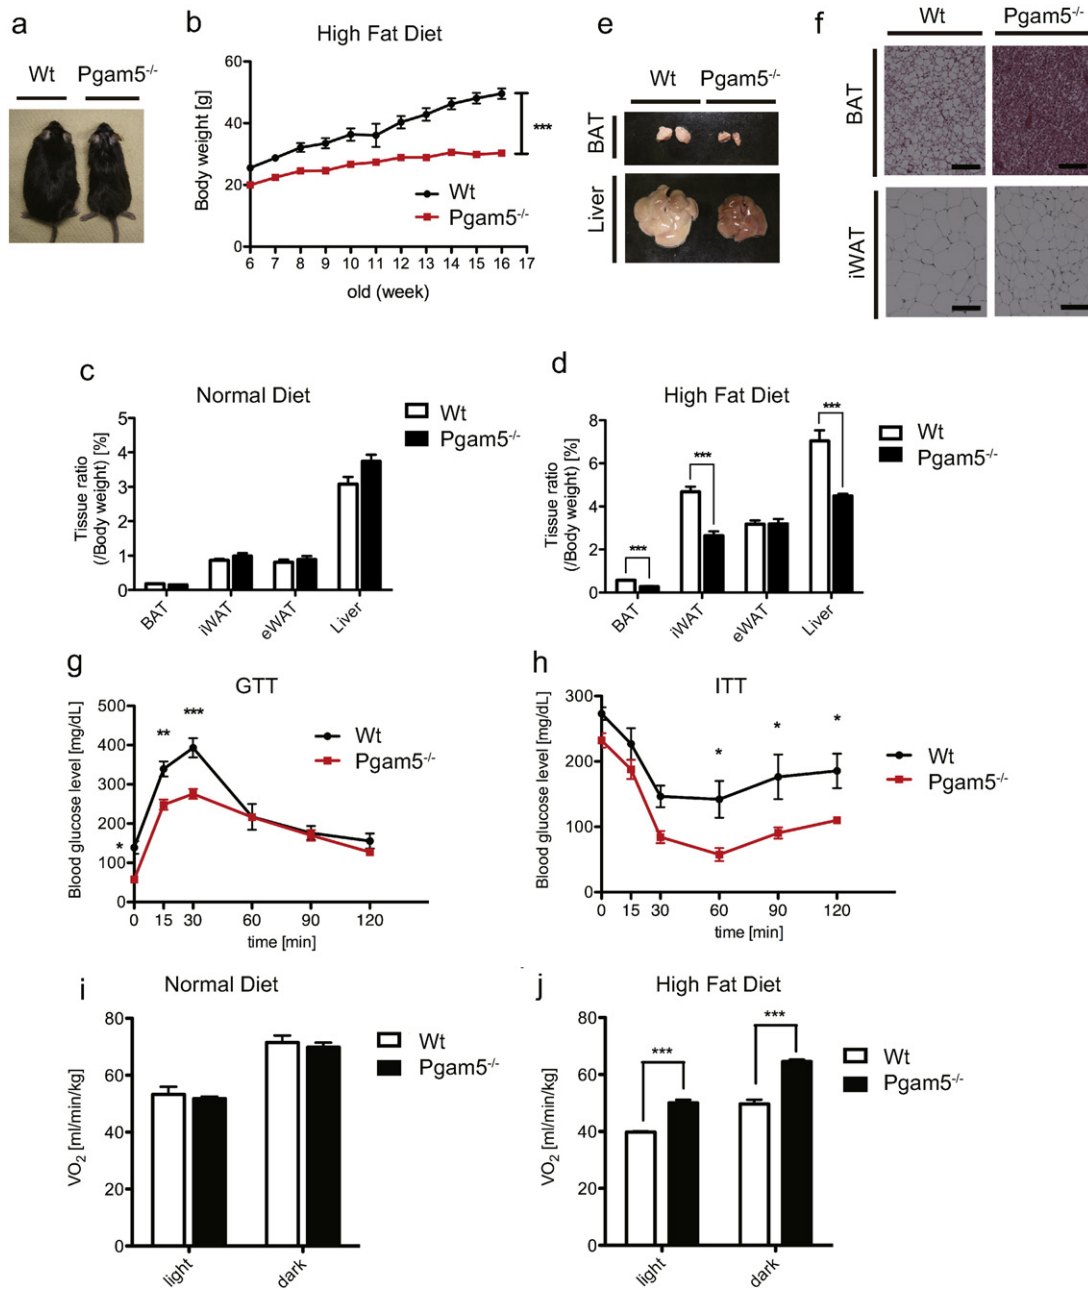 a
Wt Pgam5-/-
b
High Fat Diet
Body weight [g]
60
40
20
0
***
Wt
Pgam5-/-
6 7 8 9 10 11 12 13 14 15 16 17
old (week)
e
Wt Pgam5-/-
BAT
Liver
f
Wt Pgam5-/-
BAT
iWAT
c
Normal Diet
Tissue ratio
(/Body weight) [%]
5
4
3
2
1
0
Wt
Pgam5-/-
BAT iWAT eWAT Liver
d
High Fat Diet
Tissue ratio
(/Body weight) [%]
8
6
4
2
0
***
***
***
Wt
Pgam5-/-
BAT iWAT eWAT Liver
g
GTT
Blood glucose level [mg/dL]
500
400
300
200
100
0
*
**
***
Wt
Pgam5-/-
0 15 30 60 90 120
time [min]
h
ITT
Blood glucose level [mg/dL]
300
200
100
0
*
*
*
Wt
Pgam5-/-
0 15 30 60 90 120
time [min]
i
Normal Diet
VO2 [ml/min/kg]
80
60
40
20
0
Wt
Pgam5-/-
light dark
j
High Fat Diet
VO2 [ml/min/kg]
80
60
40
20
0
***
***
Wt
Pgam5-/-
light dark